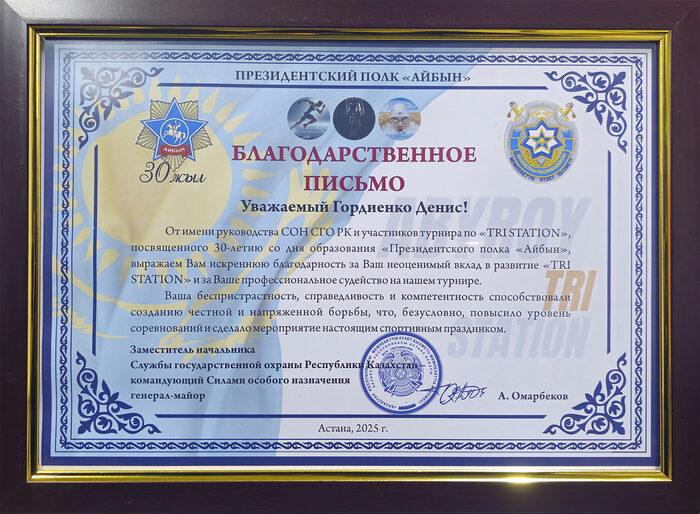 ПРЕЗИДЕНТСКИЙ ПОЛК «АЙБЫН»
АЙБЫН
30 жыл
БЛАГОДАРСТВЕННОЕ
ПИСЬМО
Уважаемый Гордиенко Денис!
От имени руководства СОН СГО РК и участников турнира по «TRI STATION»,
посвященного 30-летию со дня образования «Президентского полка «Айбын»,
выражаем Вам искреннюю благодарность за Ваш неоценимый вклад в развитие «TRI
STATION» и за Ваше профессиональное судейство на нашем турнире.
Ваша беспристрастность, справедливость и компетентность способствовали
созданию честной и напряженной борьбы, что, безусловно, повысило уровень
соревнований и сделало мероприятие настоящим спортивным праздником.
TRI
STATION
Заместитель начальника
Службы государственной охраны Республики Казахстан
командующий Силами особого назначения
генерал-майор
А. Омарбеков
Астана, 2025 г.